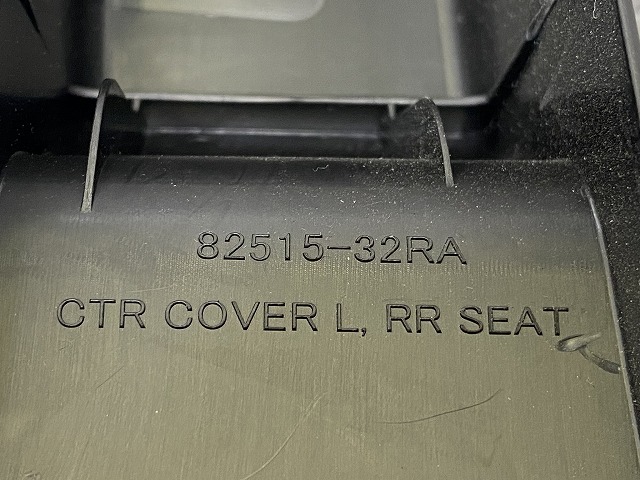 82515-32RA
CTR COVER L, RR SEAT